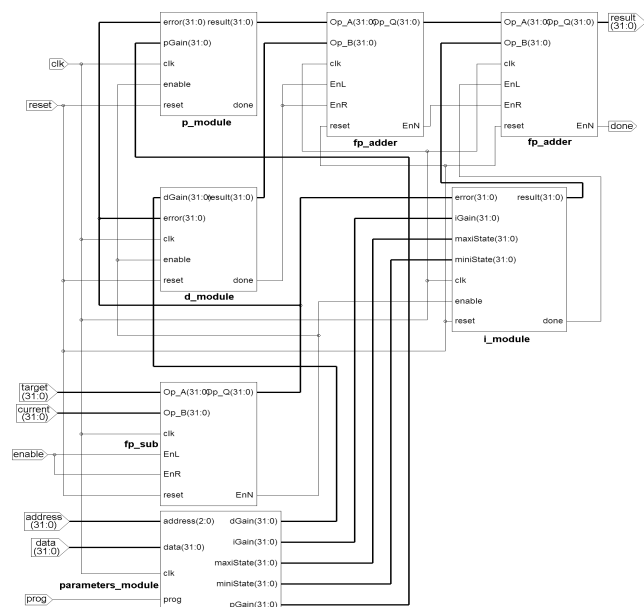 error(31:0) result(31:0)
pGain(31:0)
clk
enable
reset done
p_module
Op_A(31:0) Op_Q(31:0)
Op_B(31:0)
clk
EnL
EnR
reset EnN
fp_adder
Op_A(31:0) Op_Q(31:0)
Op_B(31:0)
clk
EnL
EnR
reset EnN
fp_adder
result
(31:0)
done
clk
reset
dGain(31:0) result(31:0)
error(31:0)
clk
enable
reset done
d_module
error(31:0) result(31:0)
iGain(31:0)
maxiState(31:0)
miniState(31:0)
clk
enable
reset done
i_module
target
(31:0)
current
(31:0)
enable
Op_A(31:0) Op_Q(31:0)
Op_B(31:0)
clk
fp_sub
EnL
EnR
reset EnN
address
(31:0)
data
(31:0)
prog
address(2:0) dGain(31:0)
iGain(31:0)
data(31:0)
maxiState(31:0)
clk
parameters_module
miniState(31:0)
prog
pGain(31:0)